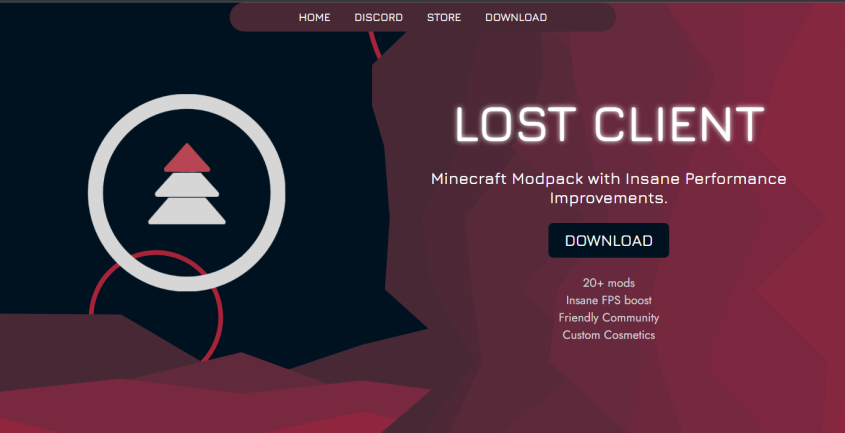 HOME DISCORD STORE DOWNLOAD
LOST CLIENT
Minecraft Modpack with Insane Performance
Improvements.
DOWNLOAD
20+ mods
Insane FPS boost
Friendly Community
Custom Cosmetics